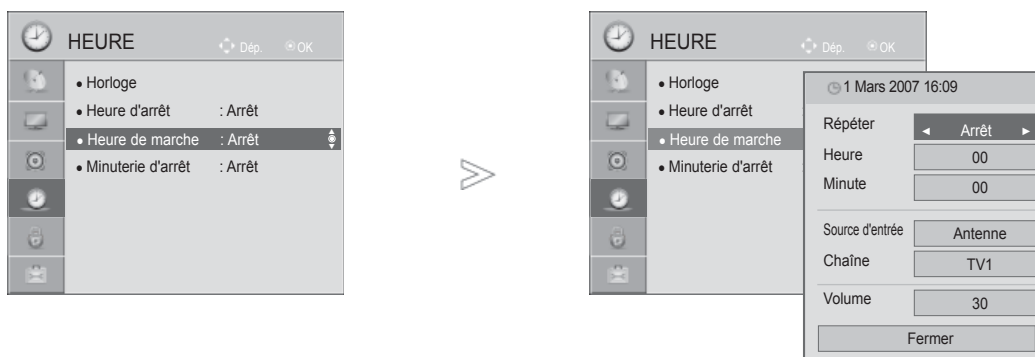 HEURE Dép. OK
• Horloge
• Heure d'arrêt : Arrêt
• Heure de marche : Arrêt
• Minuterie d'arrêt : Arrêt
HEURE Dép. OK
• Horloge
• Heure d'arrêt
• Heure de marche
• Minuterie d'arrêt
1 Mars 2007 16:09
Répéter ◄ Arrêt ►
Heure 00
Minute 00
Source d'entrée Antenne
Chaîne TV1
Volume 30
Fermer